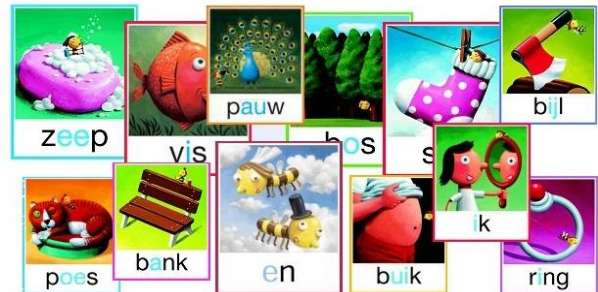 zeep
vis
pauw
bos
s
bijl
poes
bank
en
buik
ik
ring